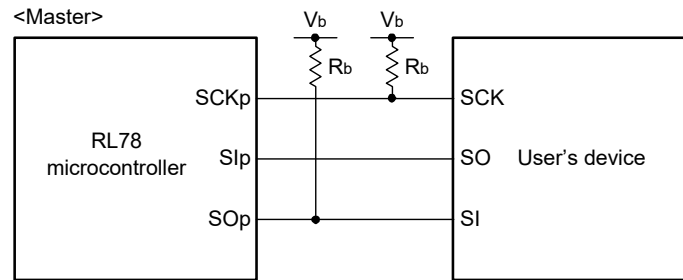 <Master>
Vb
Vb
Rb
Rb
SCKp
SCK
RL78
microcontroller
SIp
SO
User's device
SOp
SI